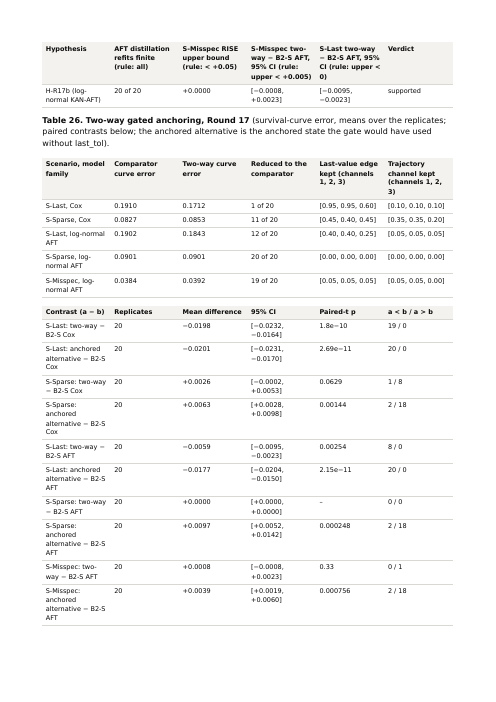 Hypothesis AFT distillation refits finite (rule: all) S-Misspec RISE upper bound (rule: < +0.05) S-Misspec two-way − B2-S AFT, 95% CI (rule: upper < +0.005) S-Last two-way − B2-S AFT, 95% CI (rule: upper < 0) Verdict
H-R17b (log-normal KAN-AFT) 20 of 20 +0.0000 [−0.0008, +0.0023] [−0.0095, −0.0023] supported
Table 26. Two-way gated anchoring, Round 17 (survival-curve error, means over the replicates;
paired contrasts below; the anchored alternative is the anchored state the gate would have used
without last_tol).
Scenario, model family Comparator curve error Two-way curve error Reduced to the comparator Last-value edge kept (channels 1, 2, 3) Trajectory channel kept (channels 1, 2, 3)
S-Last, Cox 0.1910 0.1712 1 of 20 [0.95, 0.95, 0.60] [0.10, 0.10, 0.10]
S-Sparse, Cox 0.0827 0.0853 11 of 20 [0.45, 0.40, 0.45] [0.35, 0.35, 0.20]
S-Last, log-normal AFT 0.1902 0.1843 12 of 20 [0.40, 0.40, 0.25] [0.05, 0.05, 0.05]
S-Sparse, log-normal AFT 0.0901 0.0901 20 of 20 [0.00, 0.00, 0.00] [0.00, 0.00, 0.00]
S-Misspec, log-normal AFT 0.0384 0.0392 19 of 20 [0.05, 0.05, 0.05] [0.05, 0.05, 0.00]
Contrast (a − b) Replicates Mean difference 95% CI Paired-t p a < b / a > b
S-Last: two-way − B2-S Cox 20 −0.0198 [−0.0232, −0.0164] 1.8e−10 19 / 0
S-Last: anchored alternative − B2-S Cox 20 −0.0201 [−0.0231, −0.0170] 2.69e−11 20 / 0
S-Sparse: two-way − B2-S Cox 20 +0.0026 [−0.0002, +0.0053] 0.0629 1 / 8
S-Sparse: anchored alternative − B2-S Cox 20 +0.0063 [+0.0028, +0.0098] 0.00144 2 / 18
S-Last: two-way − B2-S AFT 20 −0.0059 [−0.0095, −0.0023] 0.00254 8 / 0
S-Last: anchored alternative − B2-S AFT 20 −0.0177 [−0.0204, −0.0150] 2.15e−11 20 / 0
S-Sparse: two-way − B2-S AFT 20 +0.0000 [+0.0000, +0.0000] – 0 / 0
S-Sparse: anchored alternative − B2-S AFT 20 +0.0097 [+0.0052, +0.0142] 0.000248 2 / 18
S-Misspec: two-way − B2-S AFT 20 +0.0008 [−0.0008, +0.0023] 0.33 0 / 1
S-Misspec: anchored alternative − B2-S AFT 20 +0.0039 [+0.0019, +0.0060] 0.000756 2 / 18